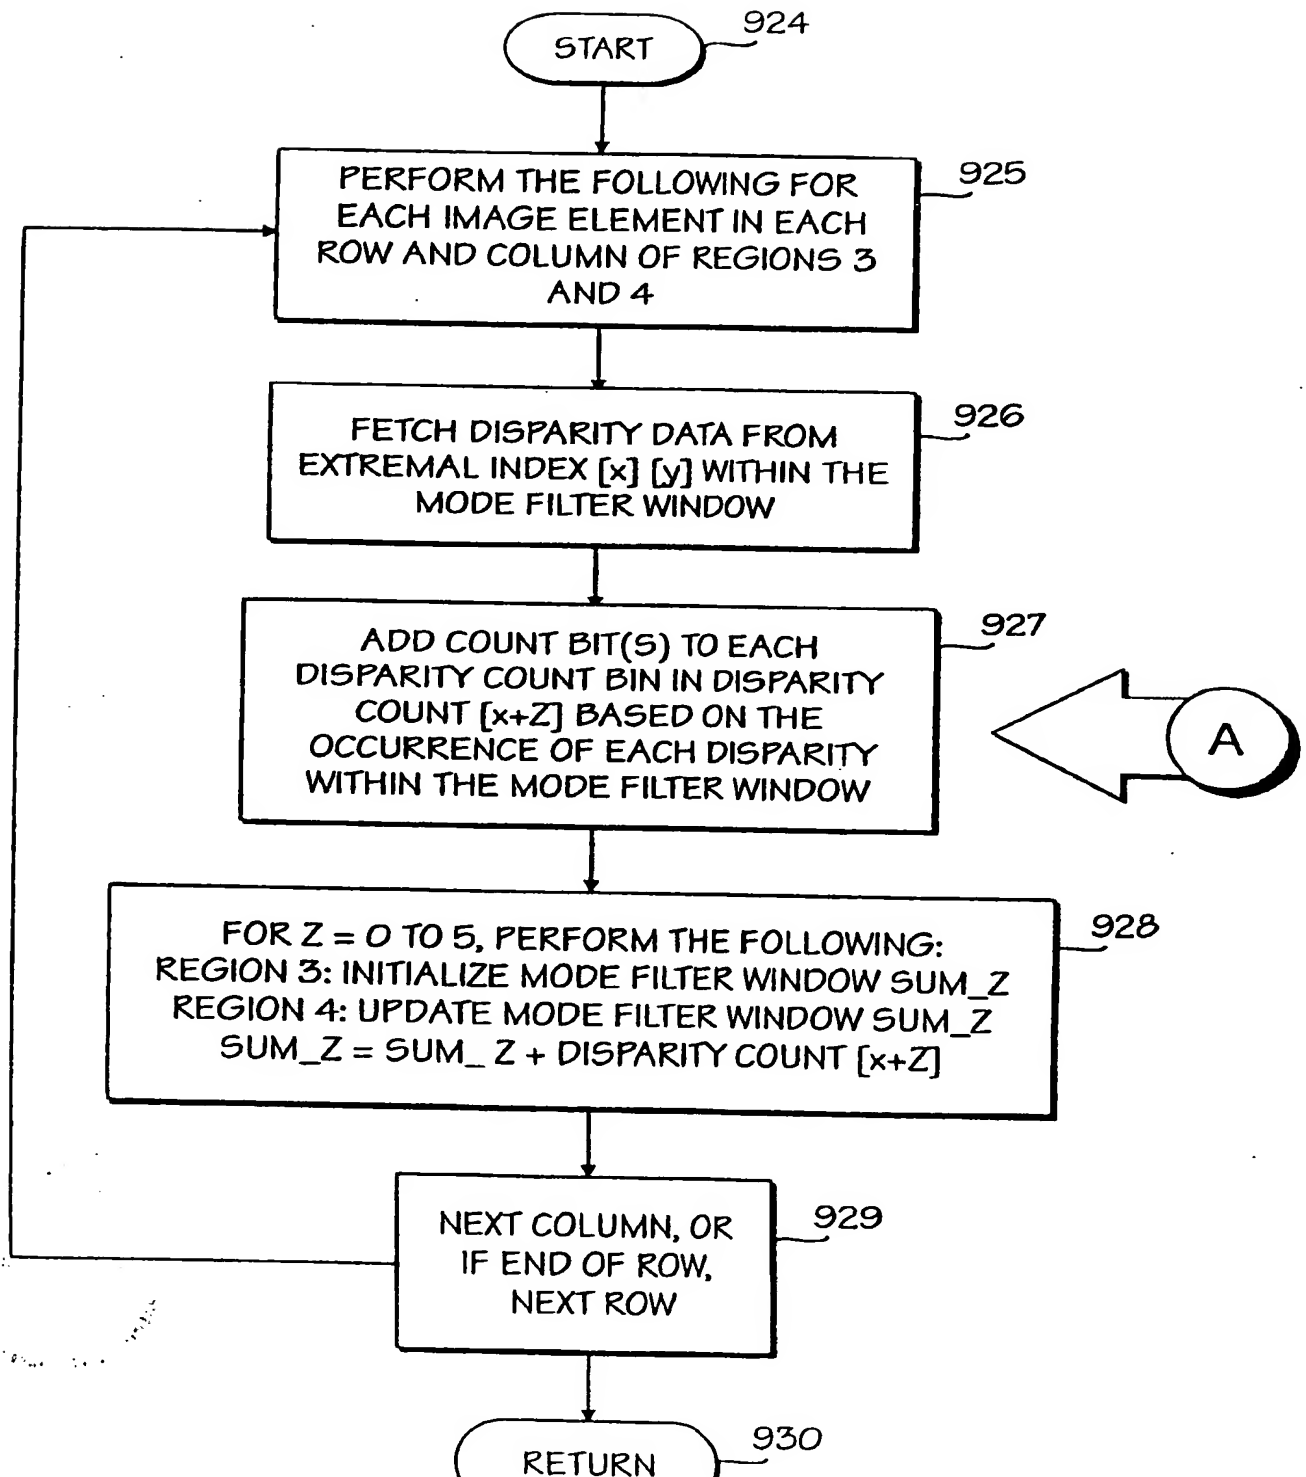 START
924
PERFORM THE FOLLOWING FOR
EACH IMAGE ELEMENT IN EACH
ROW AND COLUMN OF REGIONS 3
AND 4
925
FETCH DISPARITY DATA FROM
EXTREMAL INDEX [x] [y] WITHIN THE
MODE FILTER WINDOW
926
ADD COUNT BIT(S) TO EACH
DISPARITY COUNT BIN IN DISPARITY
COUNT [x+Z] BASED ON THE
OCCURRENCE OF EACH DISPARITY
WITHIN THE MODE FILTER WINDOW
927
A
FOR Z = 0 TO 5, PERFORM THE FOLLOWING:
REGION 3: INITIALIZE MODE FILTER WINDOW SUM_Z
REGION 4: UPDATE MODE FILTER WINDOW SUM_Z
SUM_Z = SUM_ Z + DISPARITY COUNT [x+Z]
928
NEXT COLUMN, OR
IF END OF ROW,
NEXT ROW
929
RETURN
930